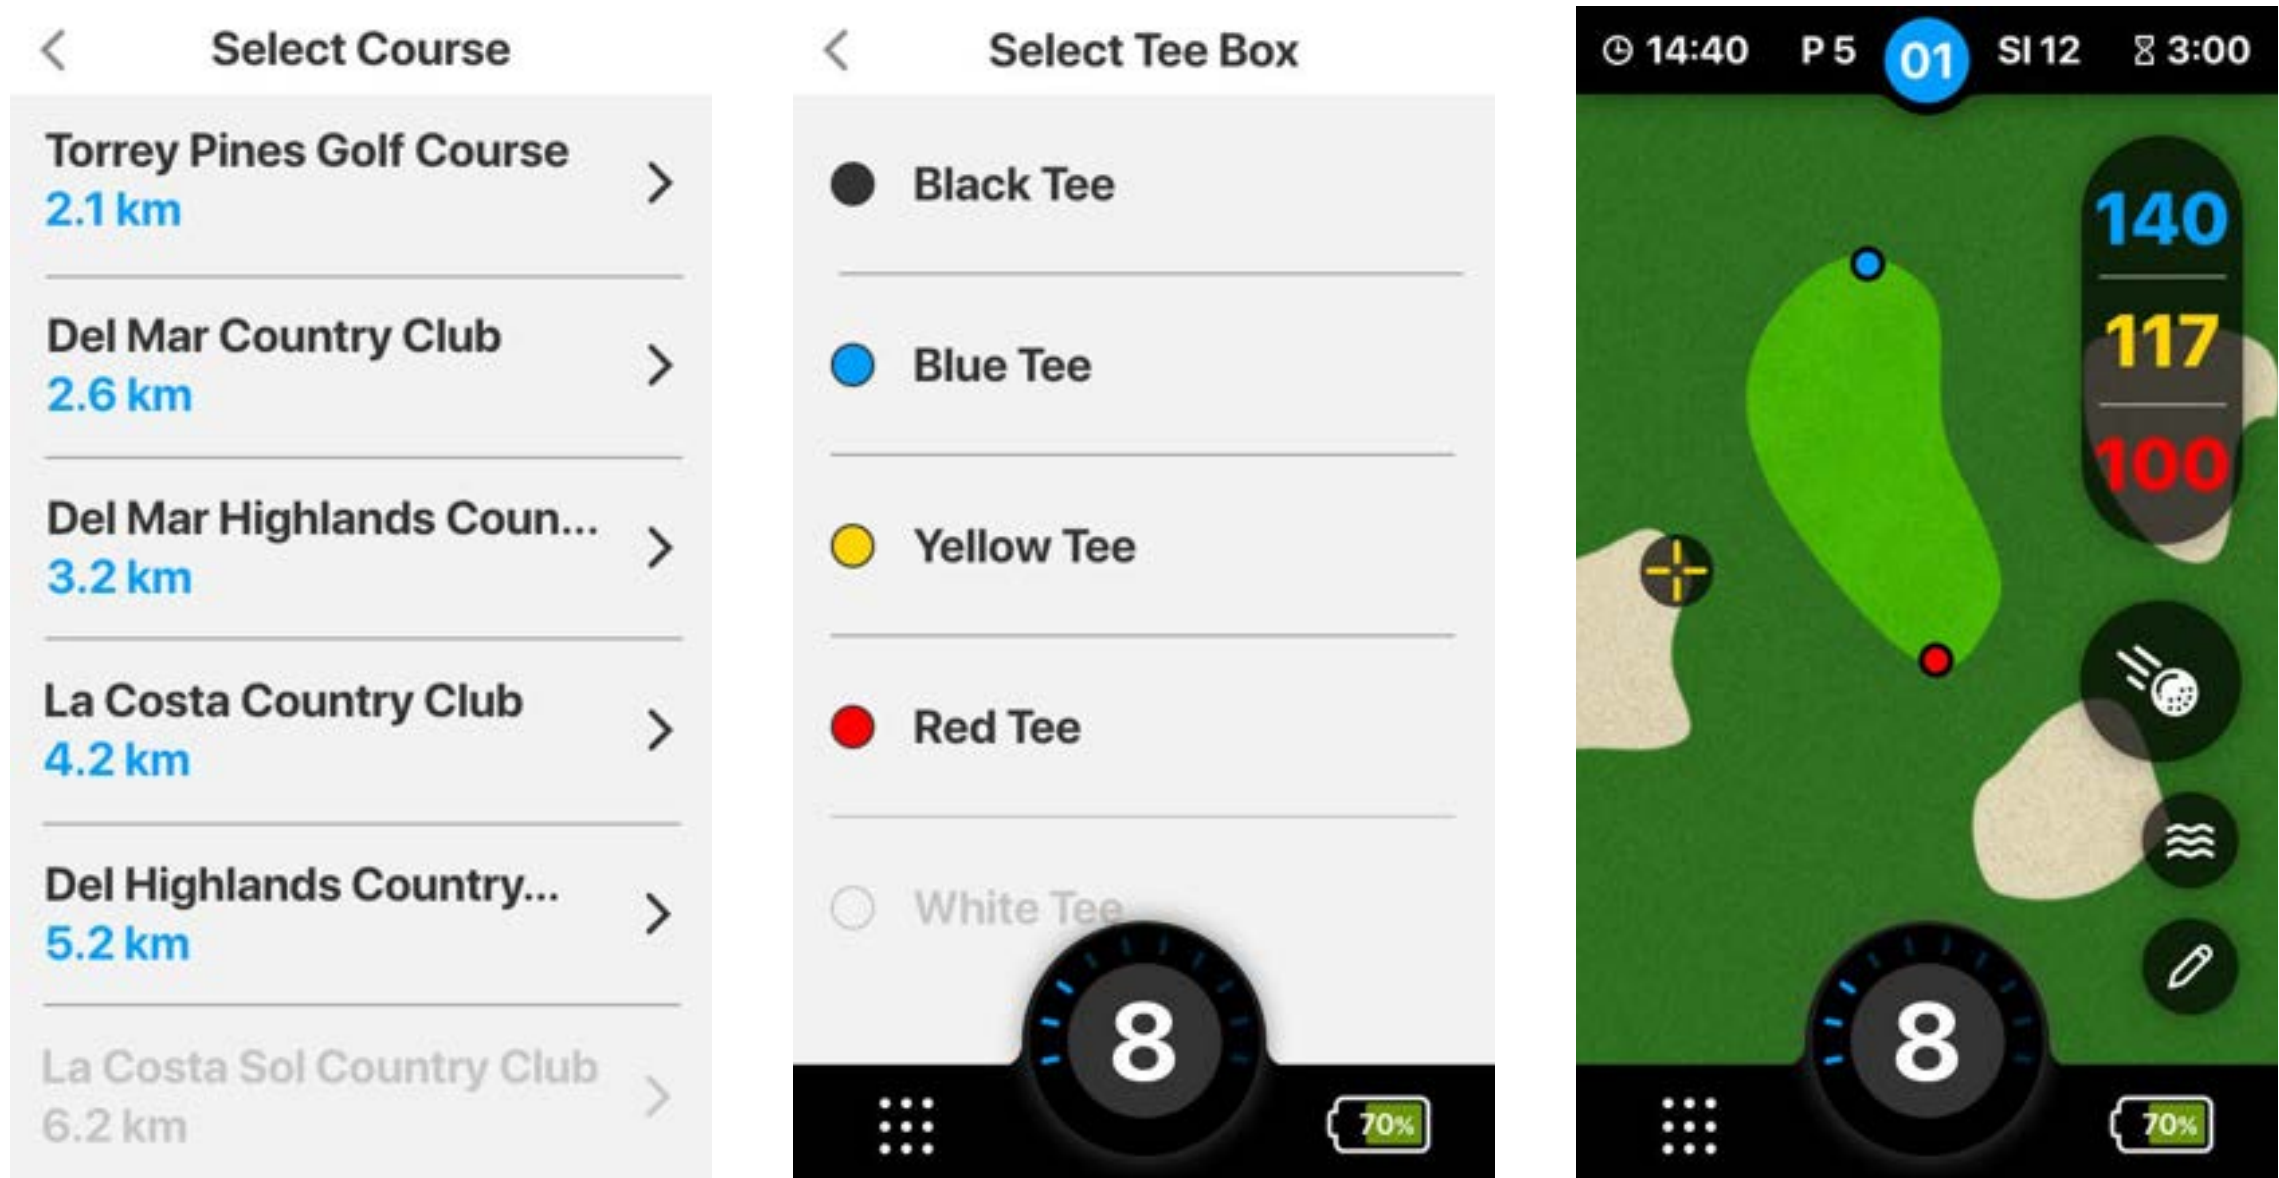 Select Course
Torrey Pines Golf Course
2.1 km
Del Mar Country Club
2.6 km
Del Mar Highlands Coun...
3.2 km
La Costa Country Club
4.2 km
Del Highlands Country...
5.2 km
La Costa Sol Country Club
6.2 km
Select Tee Box
Black Tee
Blue Tee
Yellow Tee
Red Tee
White Tee
8
70%
14:40 P 5 01 SI 12 3:00
140
117
100
8
70%